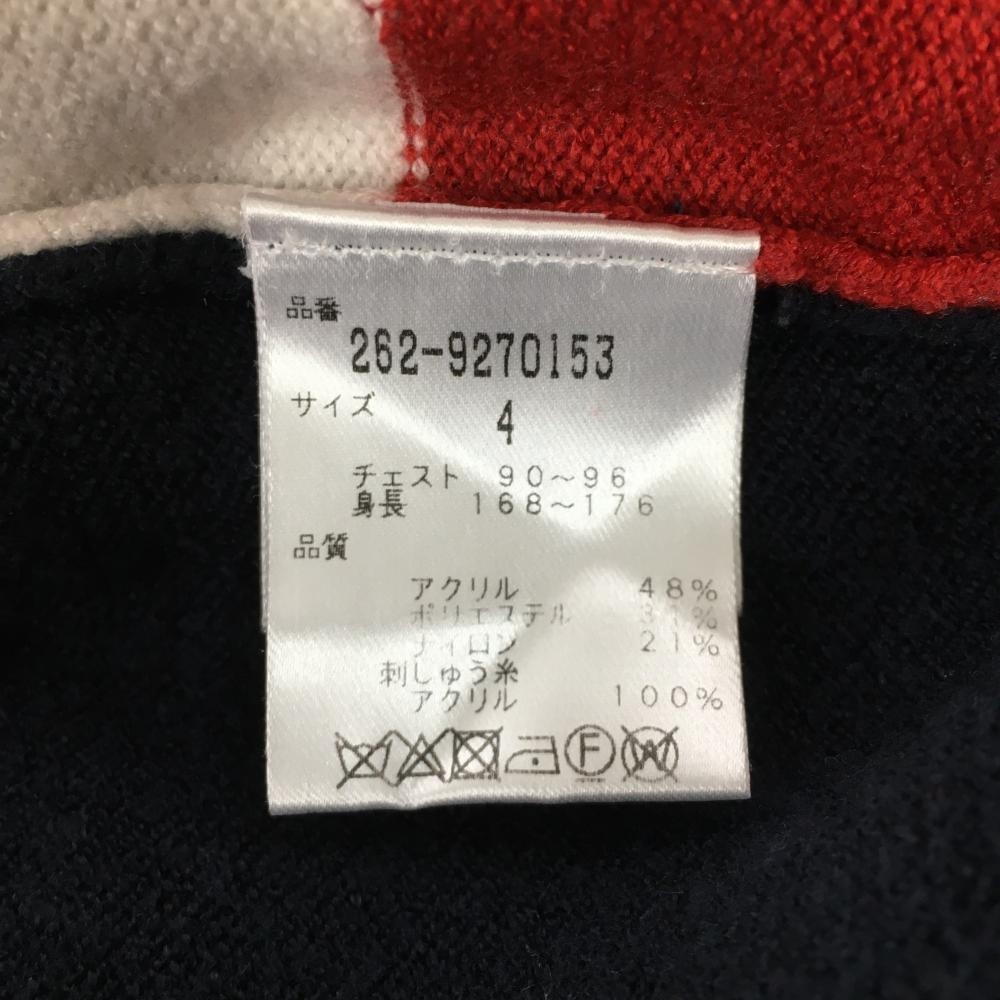 品番
262-9270153
サイズ
4
チェスト 90～96
身長 168～176
品質
アクリル 48%
ポリエステル 31%
ナイロン 21%
刺しゅう糸
アクリル 100%
F W